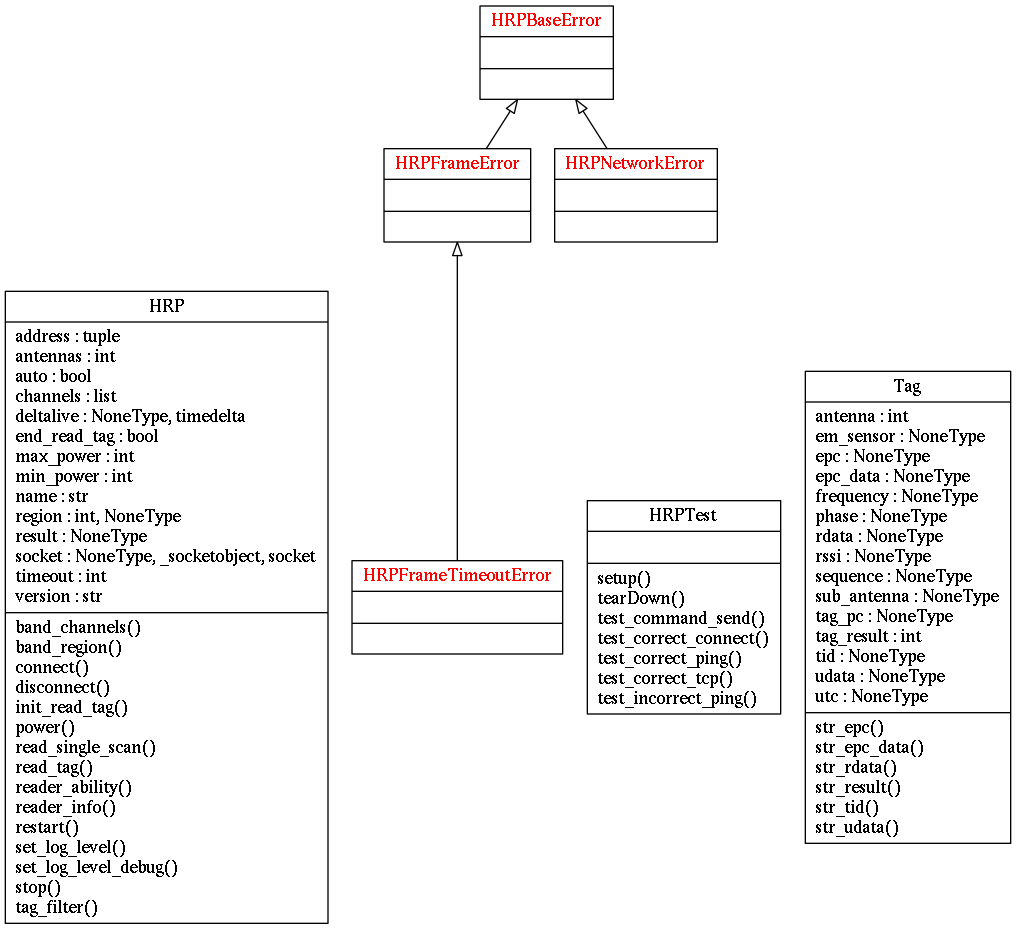 HRPBaseError
HRPFrameError
HRPNetworkError
HRP
address : tuple
antennas : int
auto : bool
channels : list
deltalive : NoneType, timedelta
end_read_tag : bool
max_power : int
min_power : int
name : str
region : int, NoneType
result : NoneType
socket : NoneType, _socketobject, socket
timeout : int
version : str
band_channels()
band_region()
connect()
disconnect()
init_read_tag()
power()
read_single_scan()
read_tag()
reader_ability()
reader_info()
restart()
set_log_level()
set_log_level_debug()
stop()
tag_filter()
HRPFrameTimeoutError
HRPTest
setup()
tearDown()
test_command_send()
test_correct_connect()
test_correct_ping()
test_correct_tcp()
test_incorrect_ping()
Tag
antenna : int
em_sensor : NoneType
epc : NoneType
epc_data : NoneType
frequency : NoneType
phase : NoneType
rdata : NoneType
rssi : NoneType
sequence : NoneType
sub_antenna : NoneType
tag_pc : NoneType
tag_result : int
tid : NoneType
udata : NoneType
utc : NoneType
str_epc()
str_epc_data()
str_rdata()
str_result()
str_tid()
str_udata()